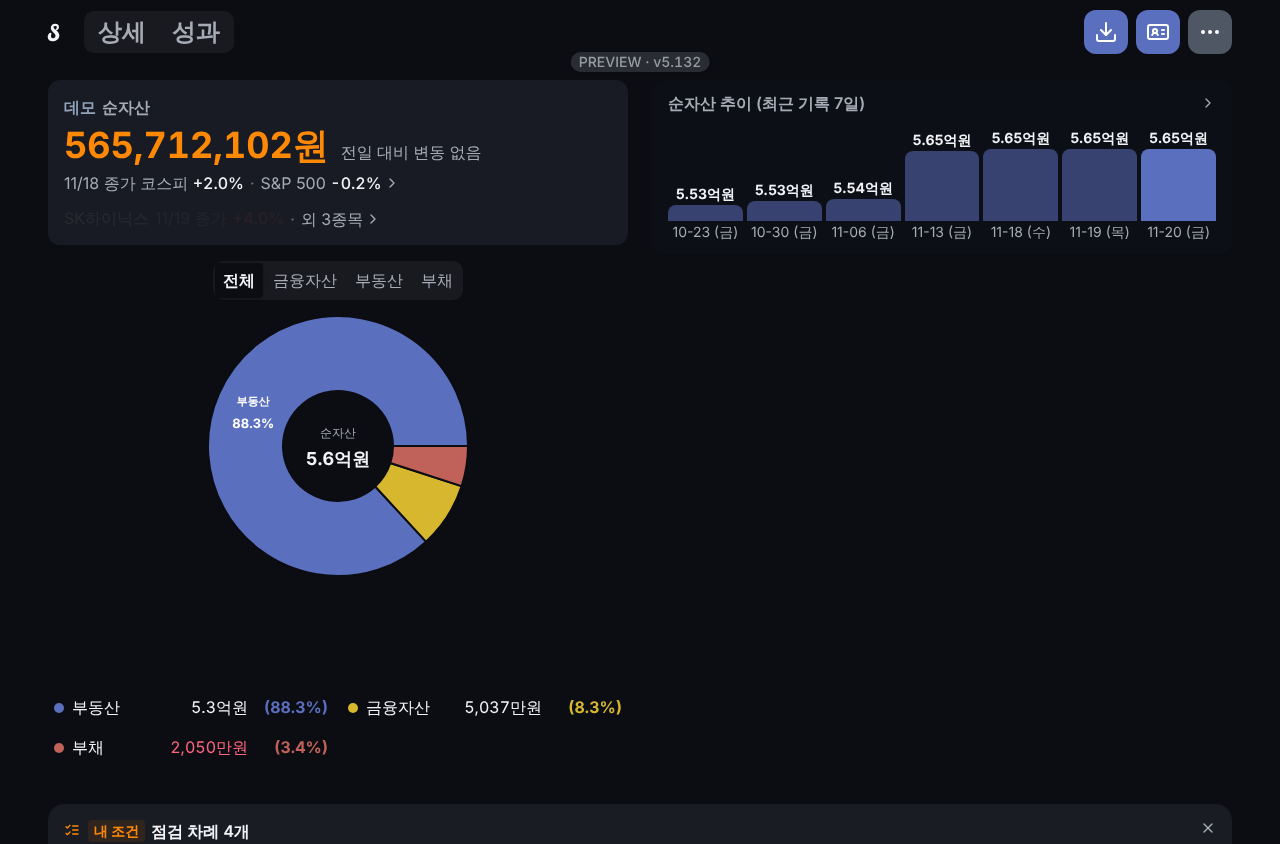 S
상세 성과
PREVIEW · v5.132
데모 순자산
565,712,102원 전일 대비 변동 없음
11/18 종가 코스피 +2.0% · S&P 500 -0.2%
SK하이닉스 11/19 종가 +4.0% · 외 3종목
순자산 추이 (최근 기록 7일)
5.53억원 5.53억원 5.54억원 5.65억원 5.65억원 5.65억원 5.65억원
10-23 (금) 10-30 (금) 11-06 (금) 11-13 (금) 11-18 (수) 11-19 (목) 11-20 (금)
전체 금융자산 부동산 부채
부동산
88.3%
순자산
5.6억원
부동산 5.3억원 (88.3%) 금융자산 5,037만원 (8.3%)
부채 2,050만원 (3.4%)
내 조건 점검 차례 4개